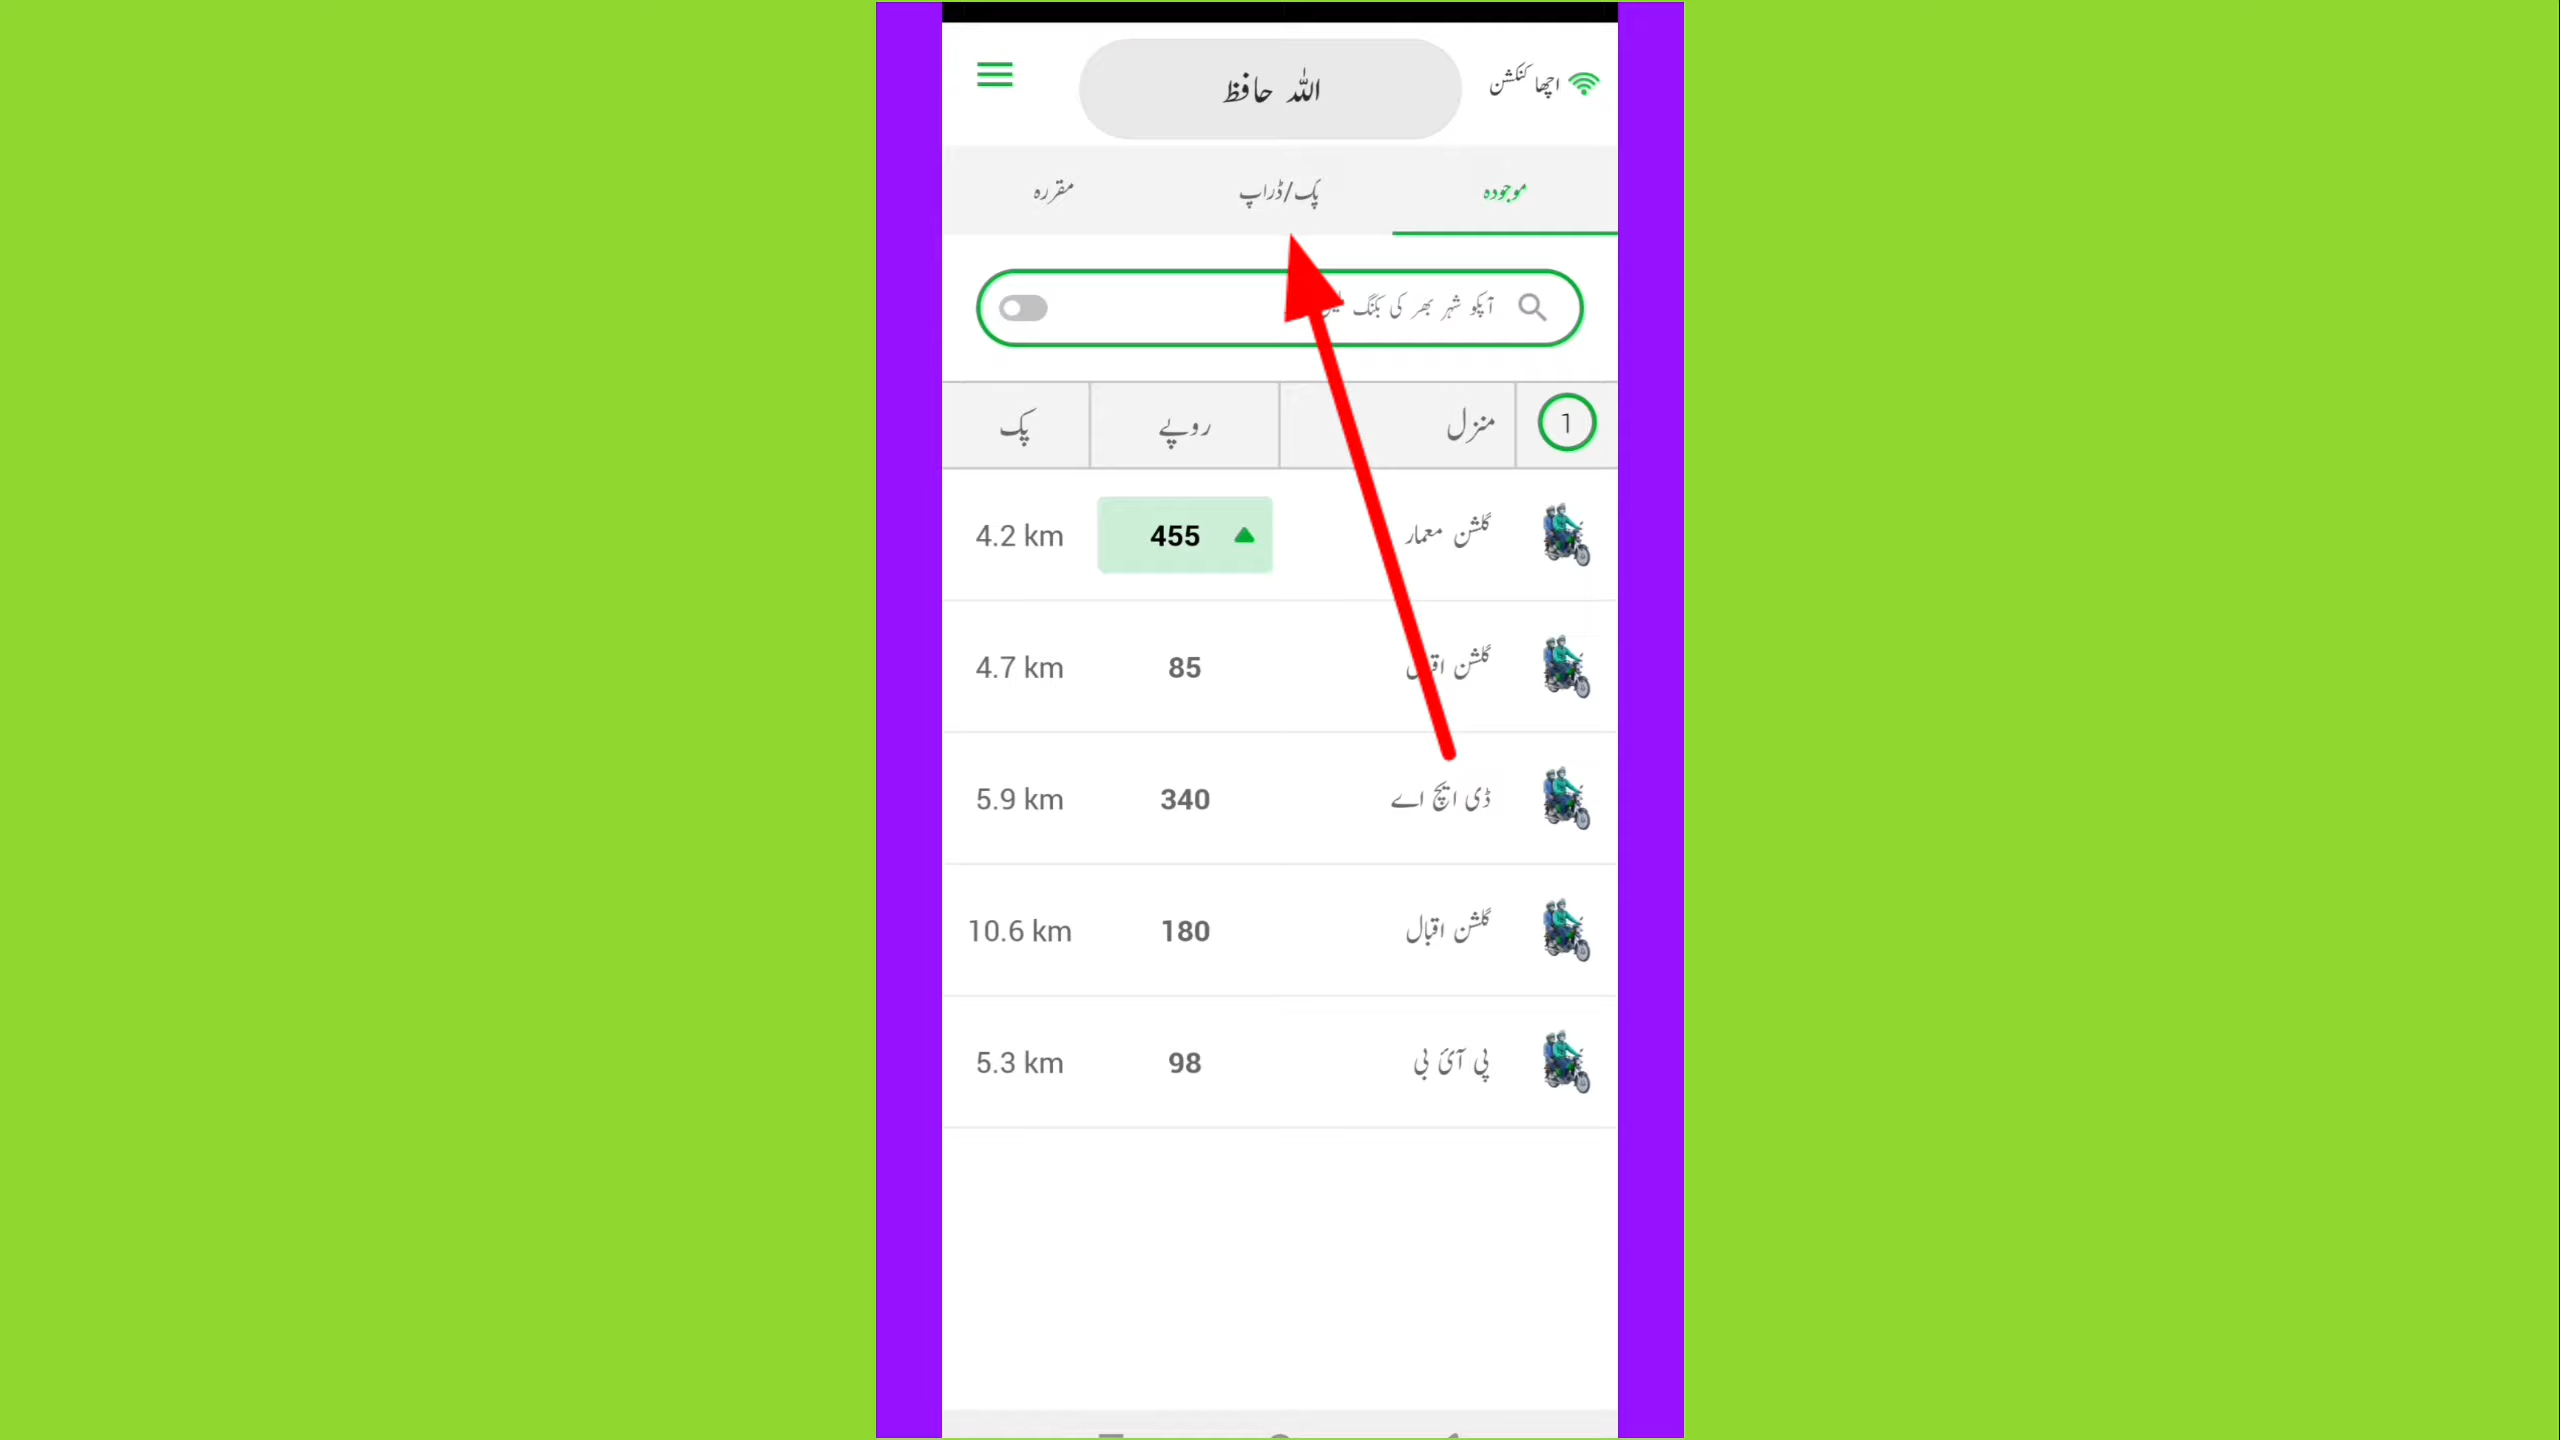 اچھا کنکشن
اللہ حافظ
موجودہ پک/ڈراپ مقررہ
آپکو شہر بھر کی بکنگ
1 منزل روپے پک
گلشن معمار 455 4.2 km
گلشن 85 4.7 km
ڈی ایچ اے 340 5.9 km
گلشن اقبال 180 10.6 km
پی آئ بی 98 5.3 km